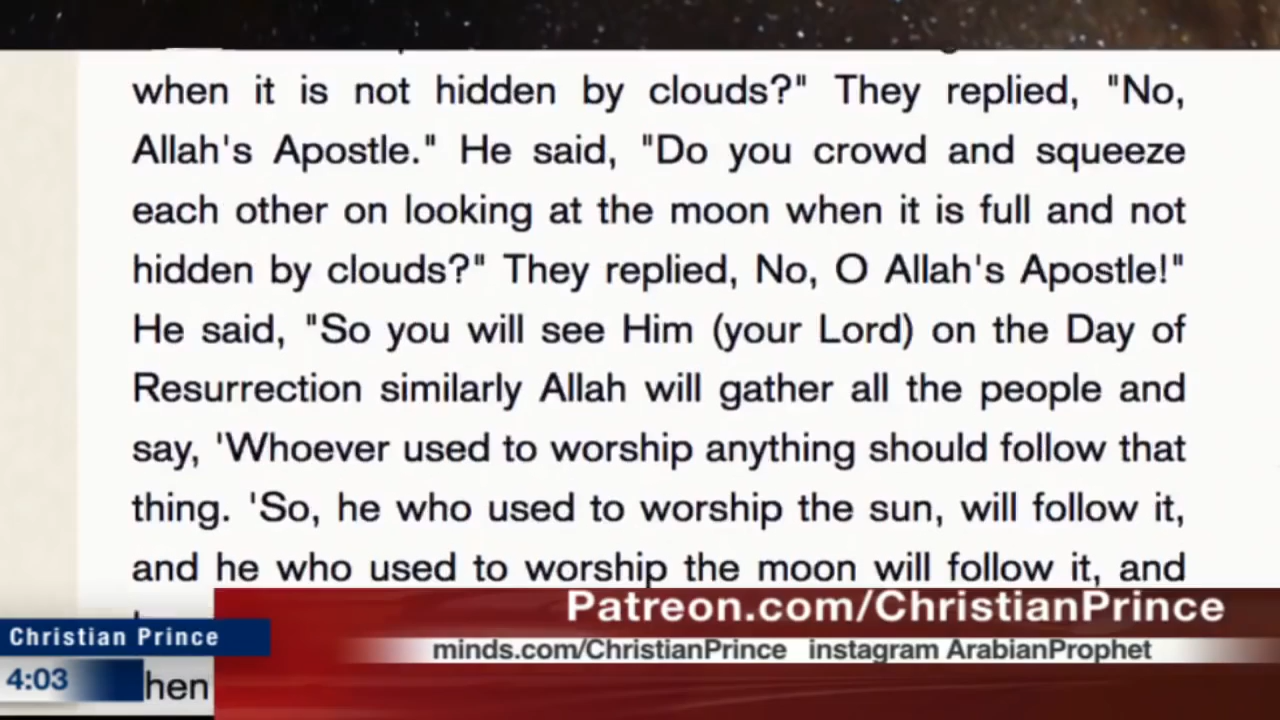 when it is not hidden by clouds?" They replied, "No,
Allah's Apostle." He said, "Do you crowd and squeeze
each other on looking at the moon when it is full and not
hidden by clouds?" They replied, No, O Allah's Apostle!"
He said, "So you will see Him (your Lord) on the Day of
Resurrection similarly Allah will gather all the people and
say, 'Whoever used to worship anything should follow that
thing. 'So, he who used to worship the sun, will follow it,
and he who used to worship the moon will follow it, and
Patreon.com/ChristianPrince
Christian Prince
minds.com/ChristianPrince instagram ArabianProphet
4:03
hen